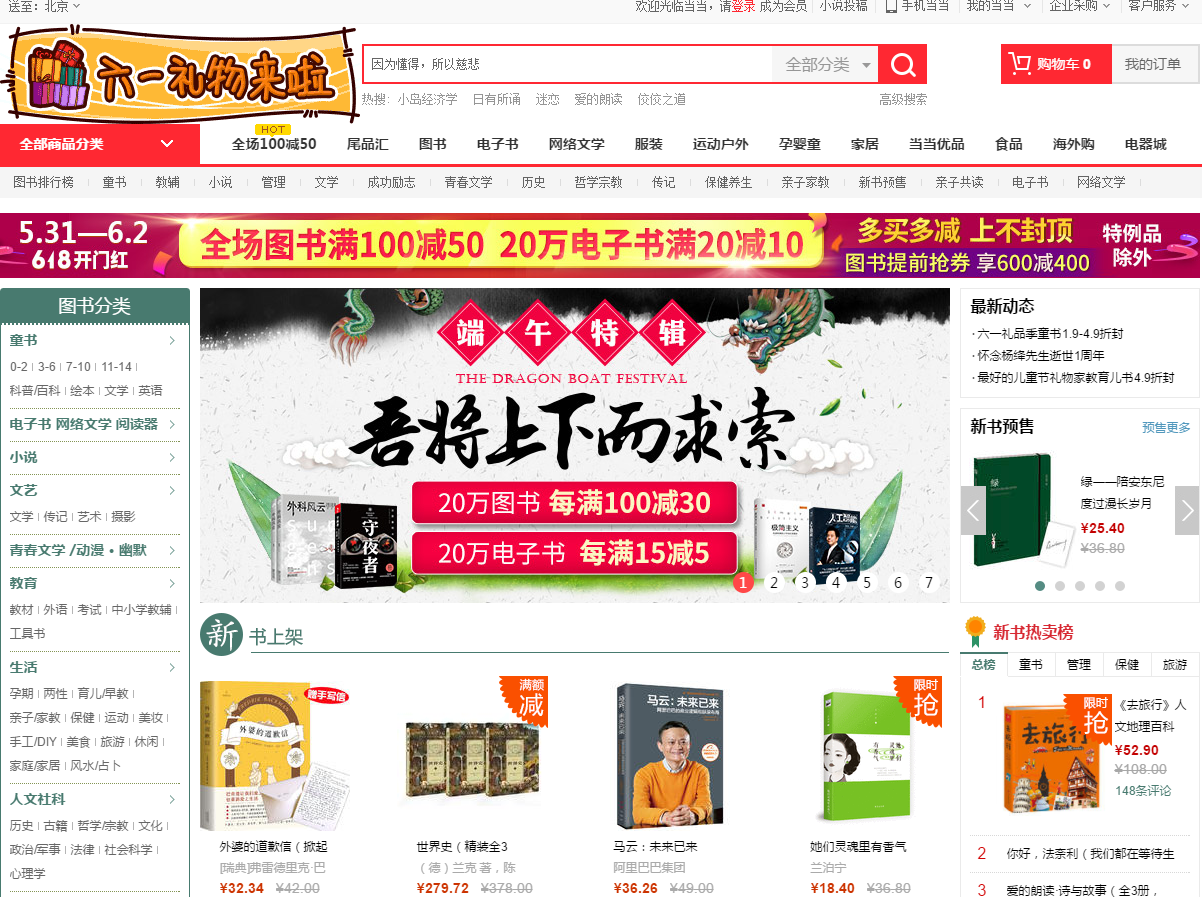 送至：北京
欢迎光临当当，请登录 成为会员 小说投稿 手机当当 我的当当 企业采购 客户服务
六一礼物来啦
因为懂得，所以慈悲 全部分类
购物车 0 我的订单
热搜: 小岛经济学 日有所诵 迷恋 爱的朗读 佼佼之道 高级搜索
HOT
全部商品分类 全场100减50 尾品汇 图书 电子书 网络文学 服装 运动户外 孕婴童 家居 当当优品 食品 海外购 电器城
图书排行榜 童书 教辅 小说 管理 文学 成功励志 青春文学 历史 哲学宗教 传记 保健养生 亲子家教 新书预售 亲子共读 电子书 网络文学
5.31—6.2
618开门红
全场图书满100减50 20万电子书满20减10
多买多减 上不封顶
图书提前抢券 享600减400
特例品
除外
图书分类
童书
0-2 3-6 7-10 11-14
科普/百科 绘本 文学 英语
电子书 网络文学 阅读器
小说
文艺
文学 传记 艺术 摄影
青春文学 /动漫 • 幽默
教育
教材 外语 考试 中小学教辅
工具书
生活
孕期 两性 育儿/早教
亲子/家教 保健 运动 美妆
手工/DIY 美食 旅游 休闲
家庭/家居 风水/占卜
人文社科
历史 古籍 哲学/宗教 文化
政治/军事 法律 社会科学
心理学
端午特辑
THE DRAGON BOAT FESTIVAL
吾将上下而求索
20万图书 每满100减30
20万电子书 每满15减5
外科风云
守夜者
极简主义
人工智能
1 2 3 4 5 6 7
最新动态
·六一礼品季童书1.9-4.9折封
·怀念杨绛先生逝世1周年
·最好的儿童节礼物家教育儿书4.9折封
新书预售 预售更多
绿
绿——陪安东尼
度过漫长岁月
¥25.40
¥36.80
新书上架
赠手写信
FREDRIK BACKMAN
外婆的道歉信
满额
减
马云：未来已来
限时
抢
外婆的道歉信（掀起
[瑞典]弗雷德里克·巴
¥32.34 ¥42.00
世界史（精装全3
（德）兰克 著，陈
¥279.72 ¥378.00
马云：未来已来
阿里巴巴集团
¥36.26 ¥49.00
她们灵魂里有香气
兰泊宁
¥18.40 ¥36.80
新书热卖榜
总榜 童书 管理 保健 旅游
1
去旅行
限时
抢
《去旅行》人
文地理百科
¥52.90
¥108.00
148条评论
2 你好，法奈利（我们都在等待生
3 爱的朗读·诗与故事（全3册，